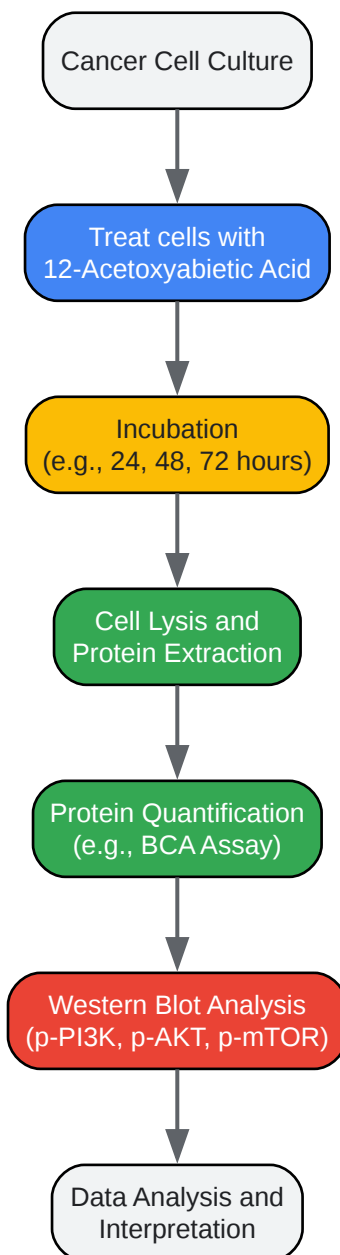 Cancer Cell Culture
Treat cells with
12-Acetoxyabietic Acid
Incubation
(e.g., 24, 48, 72 hours)
Cell Lysis and
Protein Extraction
Protein Quantification
(e.g., BCA Assay)
Western Blot Analysis
(p-PI3K, p-AKT, p-mTOR)
Data Analysis and
Interpretation